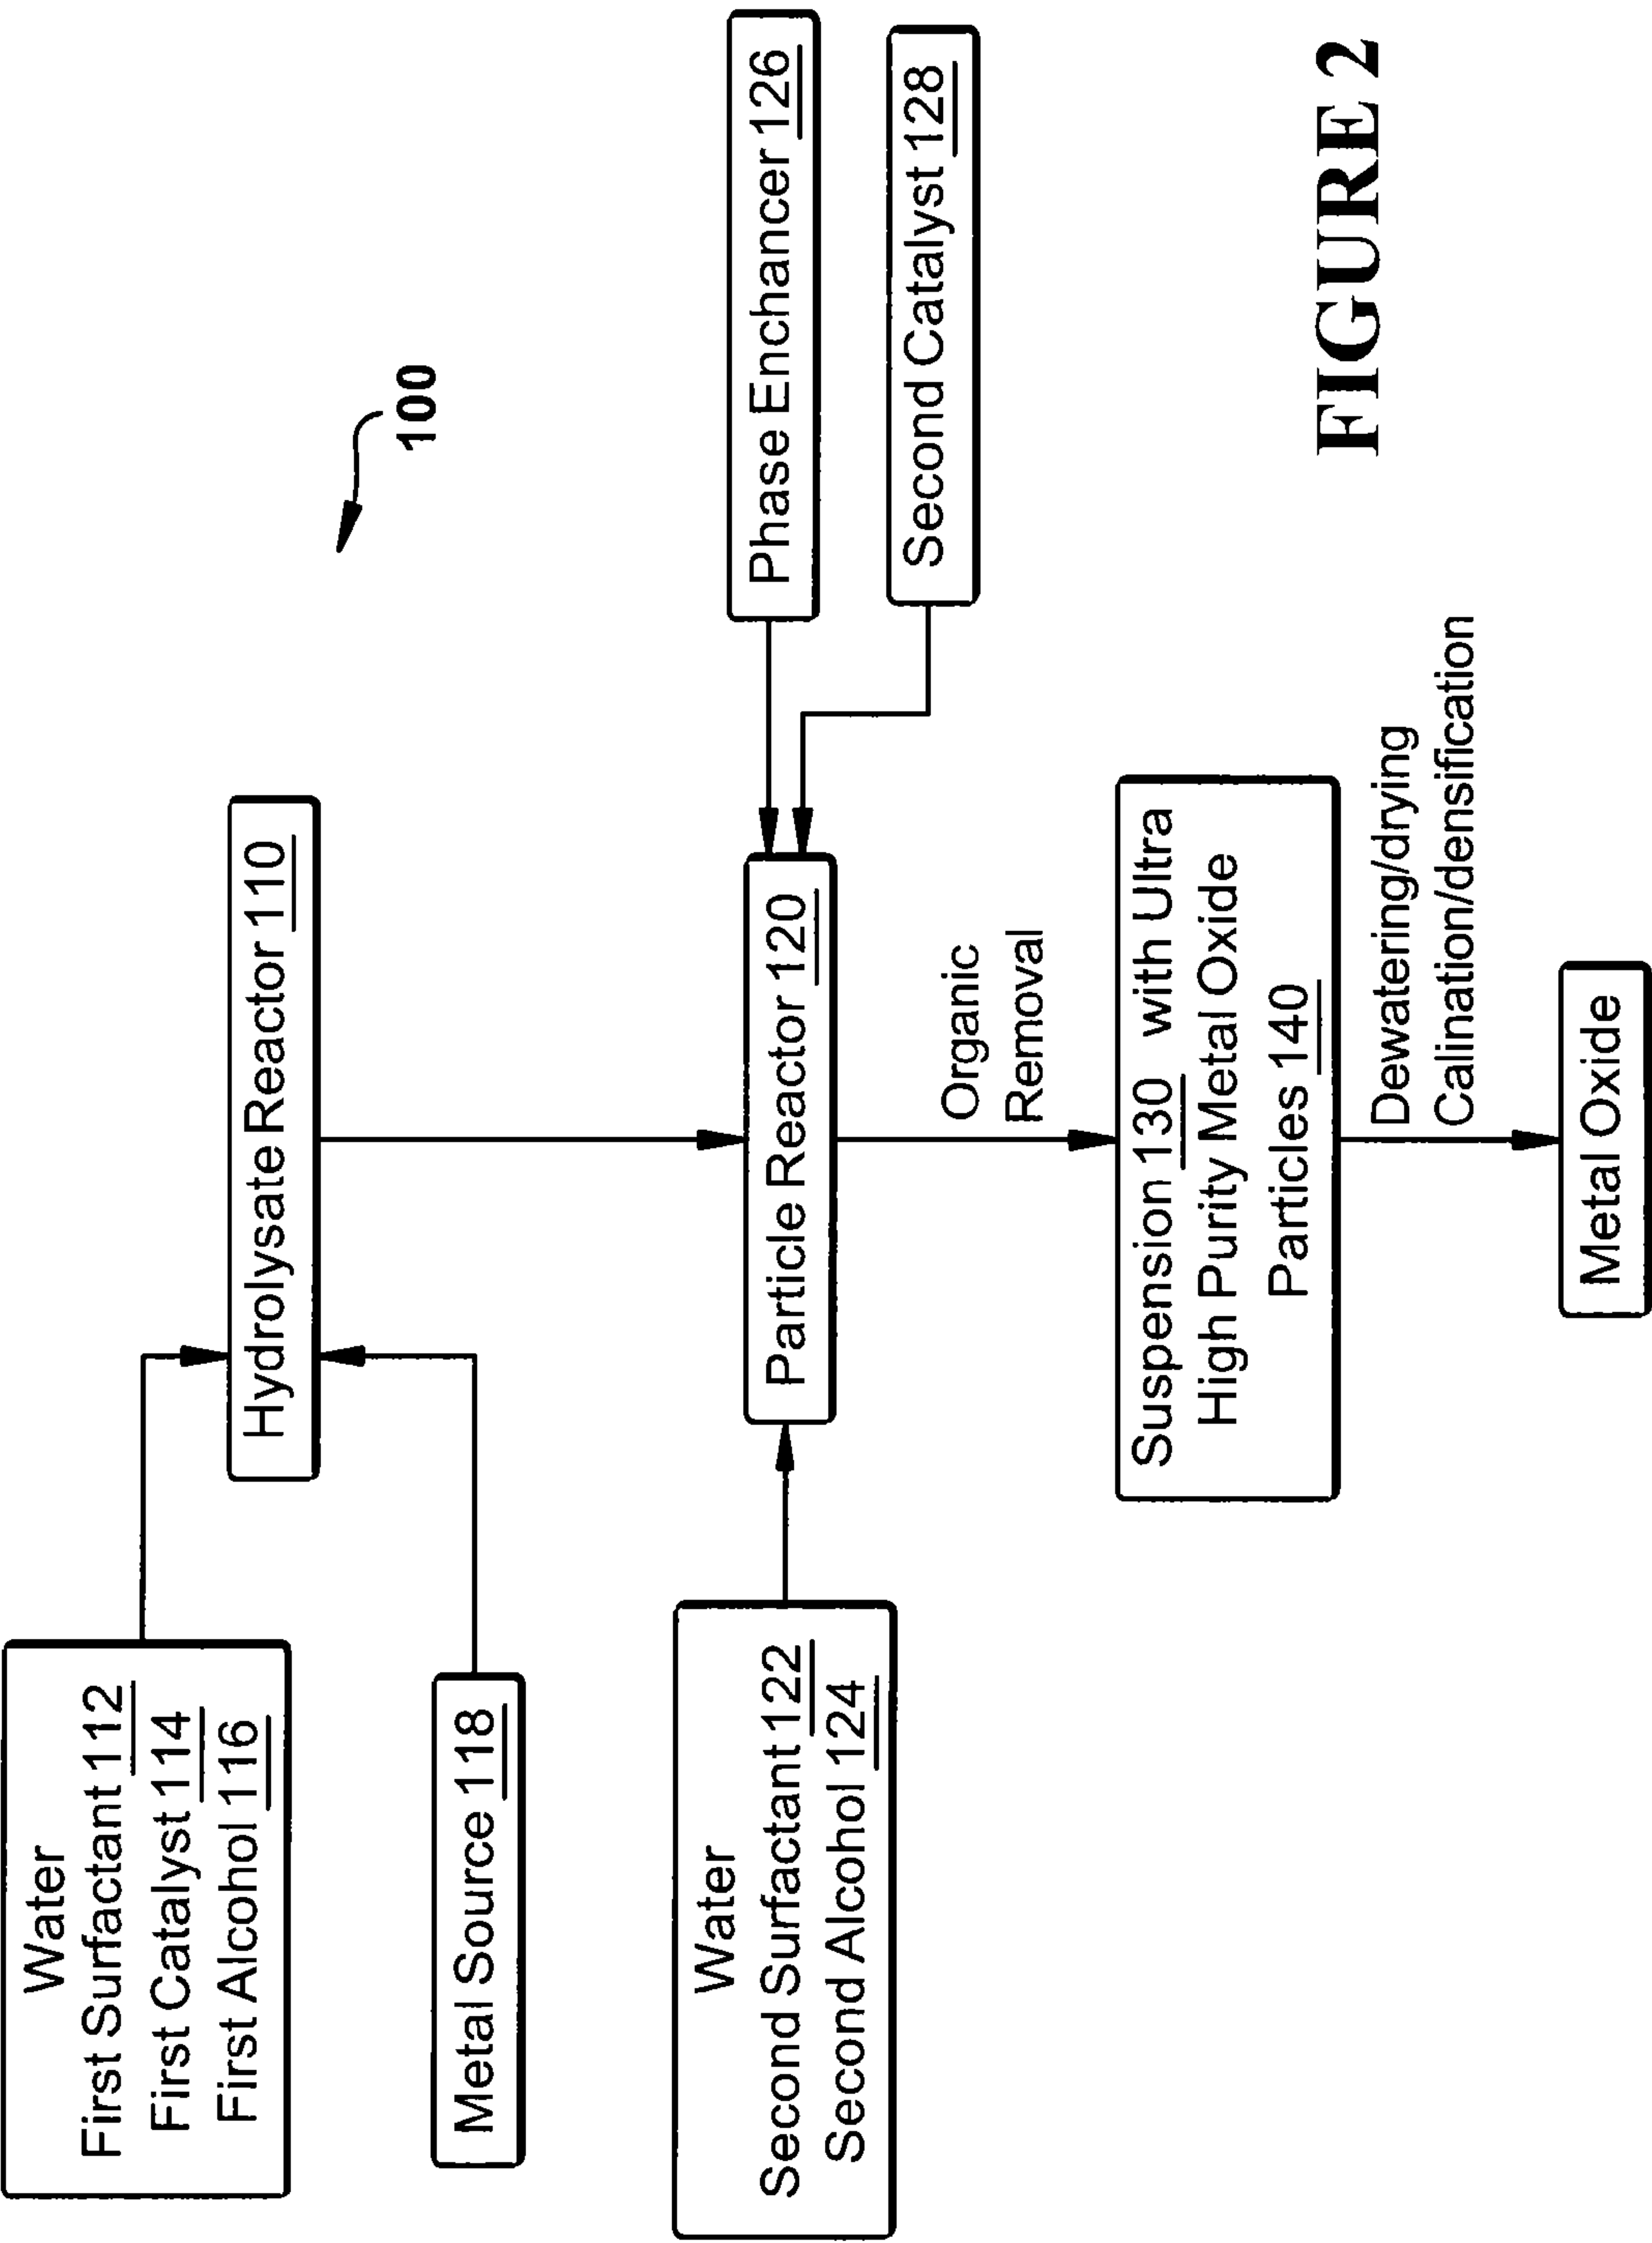 100
Water
First Surfactant 112
First Catalyst 114
First Alcohol 116
Hydrolysate Reactor 110
Metal Source 118
Water
Second Surfactant 122
Second Alcohol 124
Particle Reactor 120
Phase Enchancer 126
Second Catalyst 128
Organic
Removal
Suspension 130 with Ultra
High Purity Metal Oxide
Particles 140
Dewatering/drying
Calination/densification
Metal Oxide
FIGURE 2